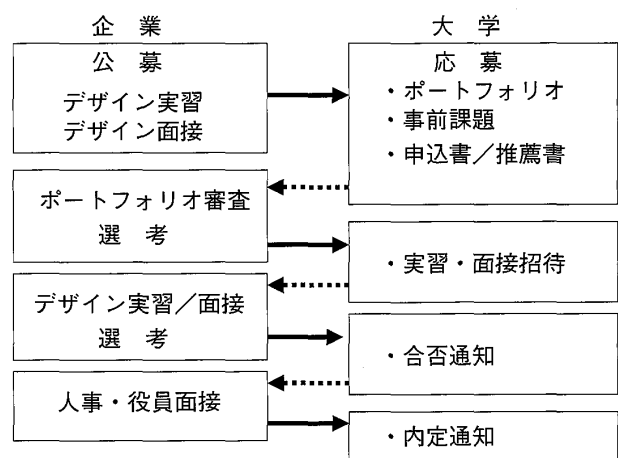 企　業
公　募
デザイン実習
デザイン面接
ポートフォリオ審査
選　考
デザイン実習／面接
選　考
人事・役員面接
大　学
応　募
・ポートフォリオ
・事前課題
・申込書／推薦書
・実習・面接招待
・合否通知
・内定通知